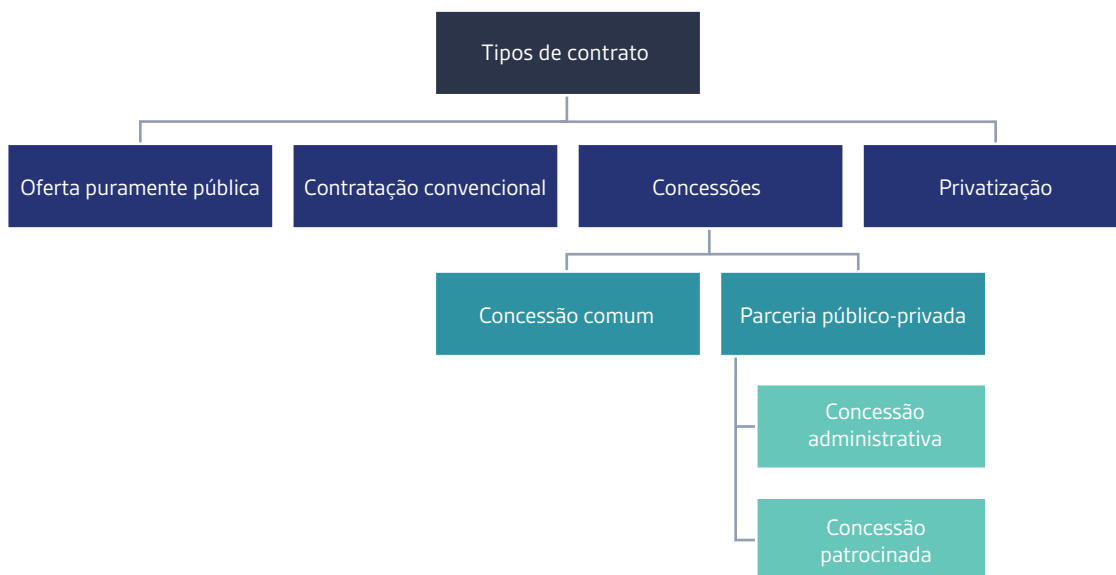 Tipos de contrato
Oferta puramente pública
Contratação convencional
Concessões
Privatização
Concessão comum
Parceria público-privada
Concessão
administrativa
Concessão
patrocinada